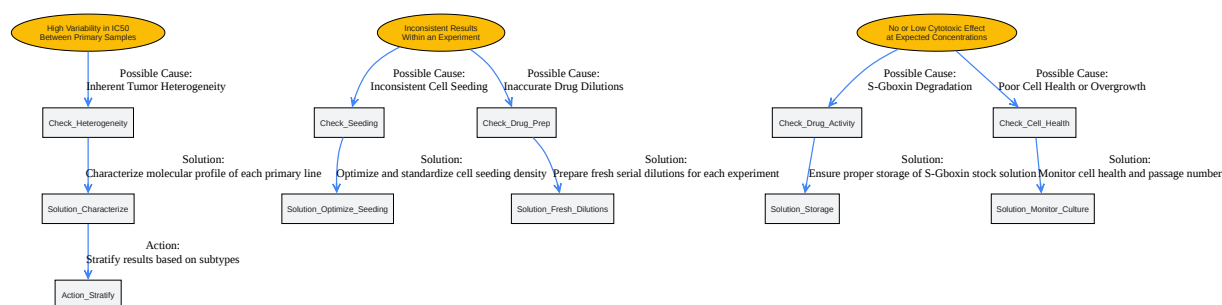 High Variability in IC50
Between Primary Samples
Inconsistent Results
Within an Experiment
No or Low Cytotoxic Effect
at Expected Concentrations
Possible Cause:
Inherent Tumor Heterogeneity
Possible Cause:
Inconsistent Cell Seeding
Possible Cause:
Inaccurate Drug Dilutions
Possible Cause:
S-Gboxin Degradation
Possible Cause:
Poor Cell Health or Overgrowth
Check_Heterogeneity
Check_Seeding
Check_Drug_Prep
Check_Drug_Activity
Check_Cell_Health
Solution:
Characterize molecular profile of each primary line
Solution:
Optimize and standardize cell seeding density
Solution:
Prepare fresh serial dilutions for each experiment
Solution:
Ensure proper storage of S-Gboxin stock solution
Solution:
Monitor cell health and passage number
Solution_Characterize
Solution_Optimize_Seeding
Solution_Fresh_Dilutions
Solution_Storage
Solution_Monitor_Culture
Action:
Stratify results based on subtypes
Action_Stratify